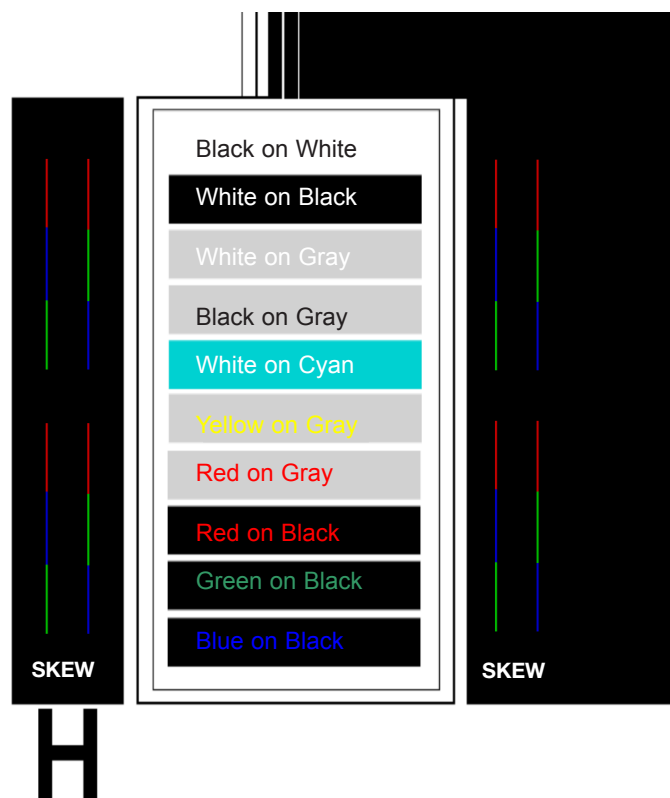 Black on White
White on Black
White on Gray
Black on Gray
White on Cyan
Yellow on Gray
Red on Gray
Red on Black
Green on Black
Blue on Black
SKEW SKEW
H